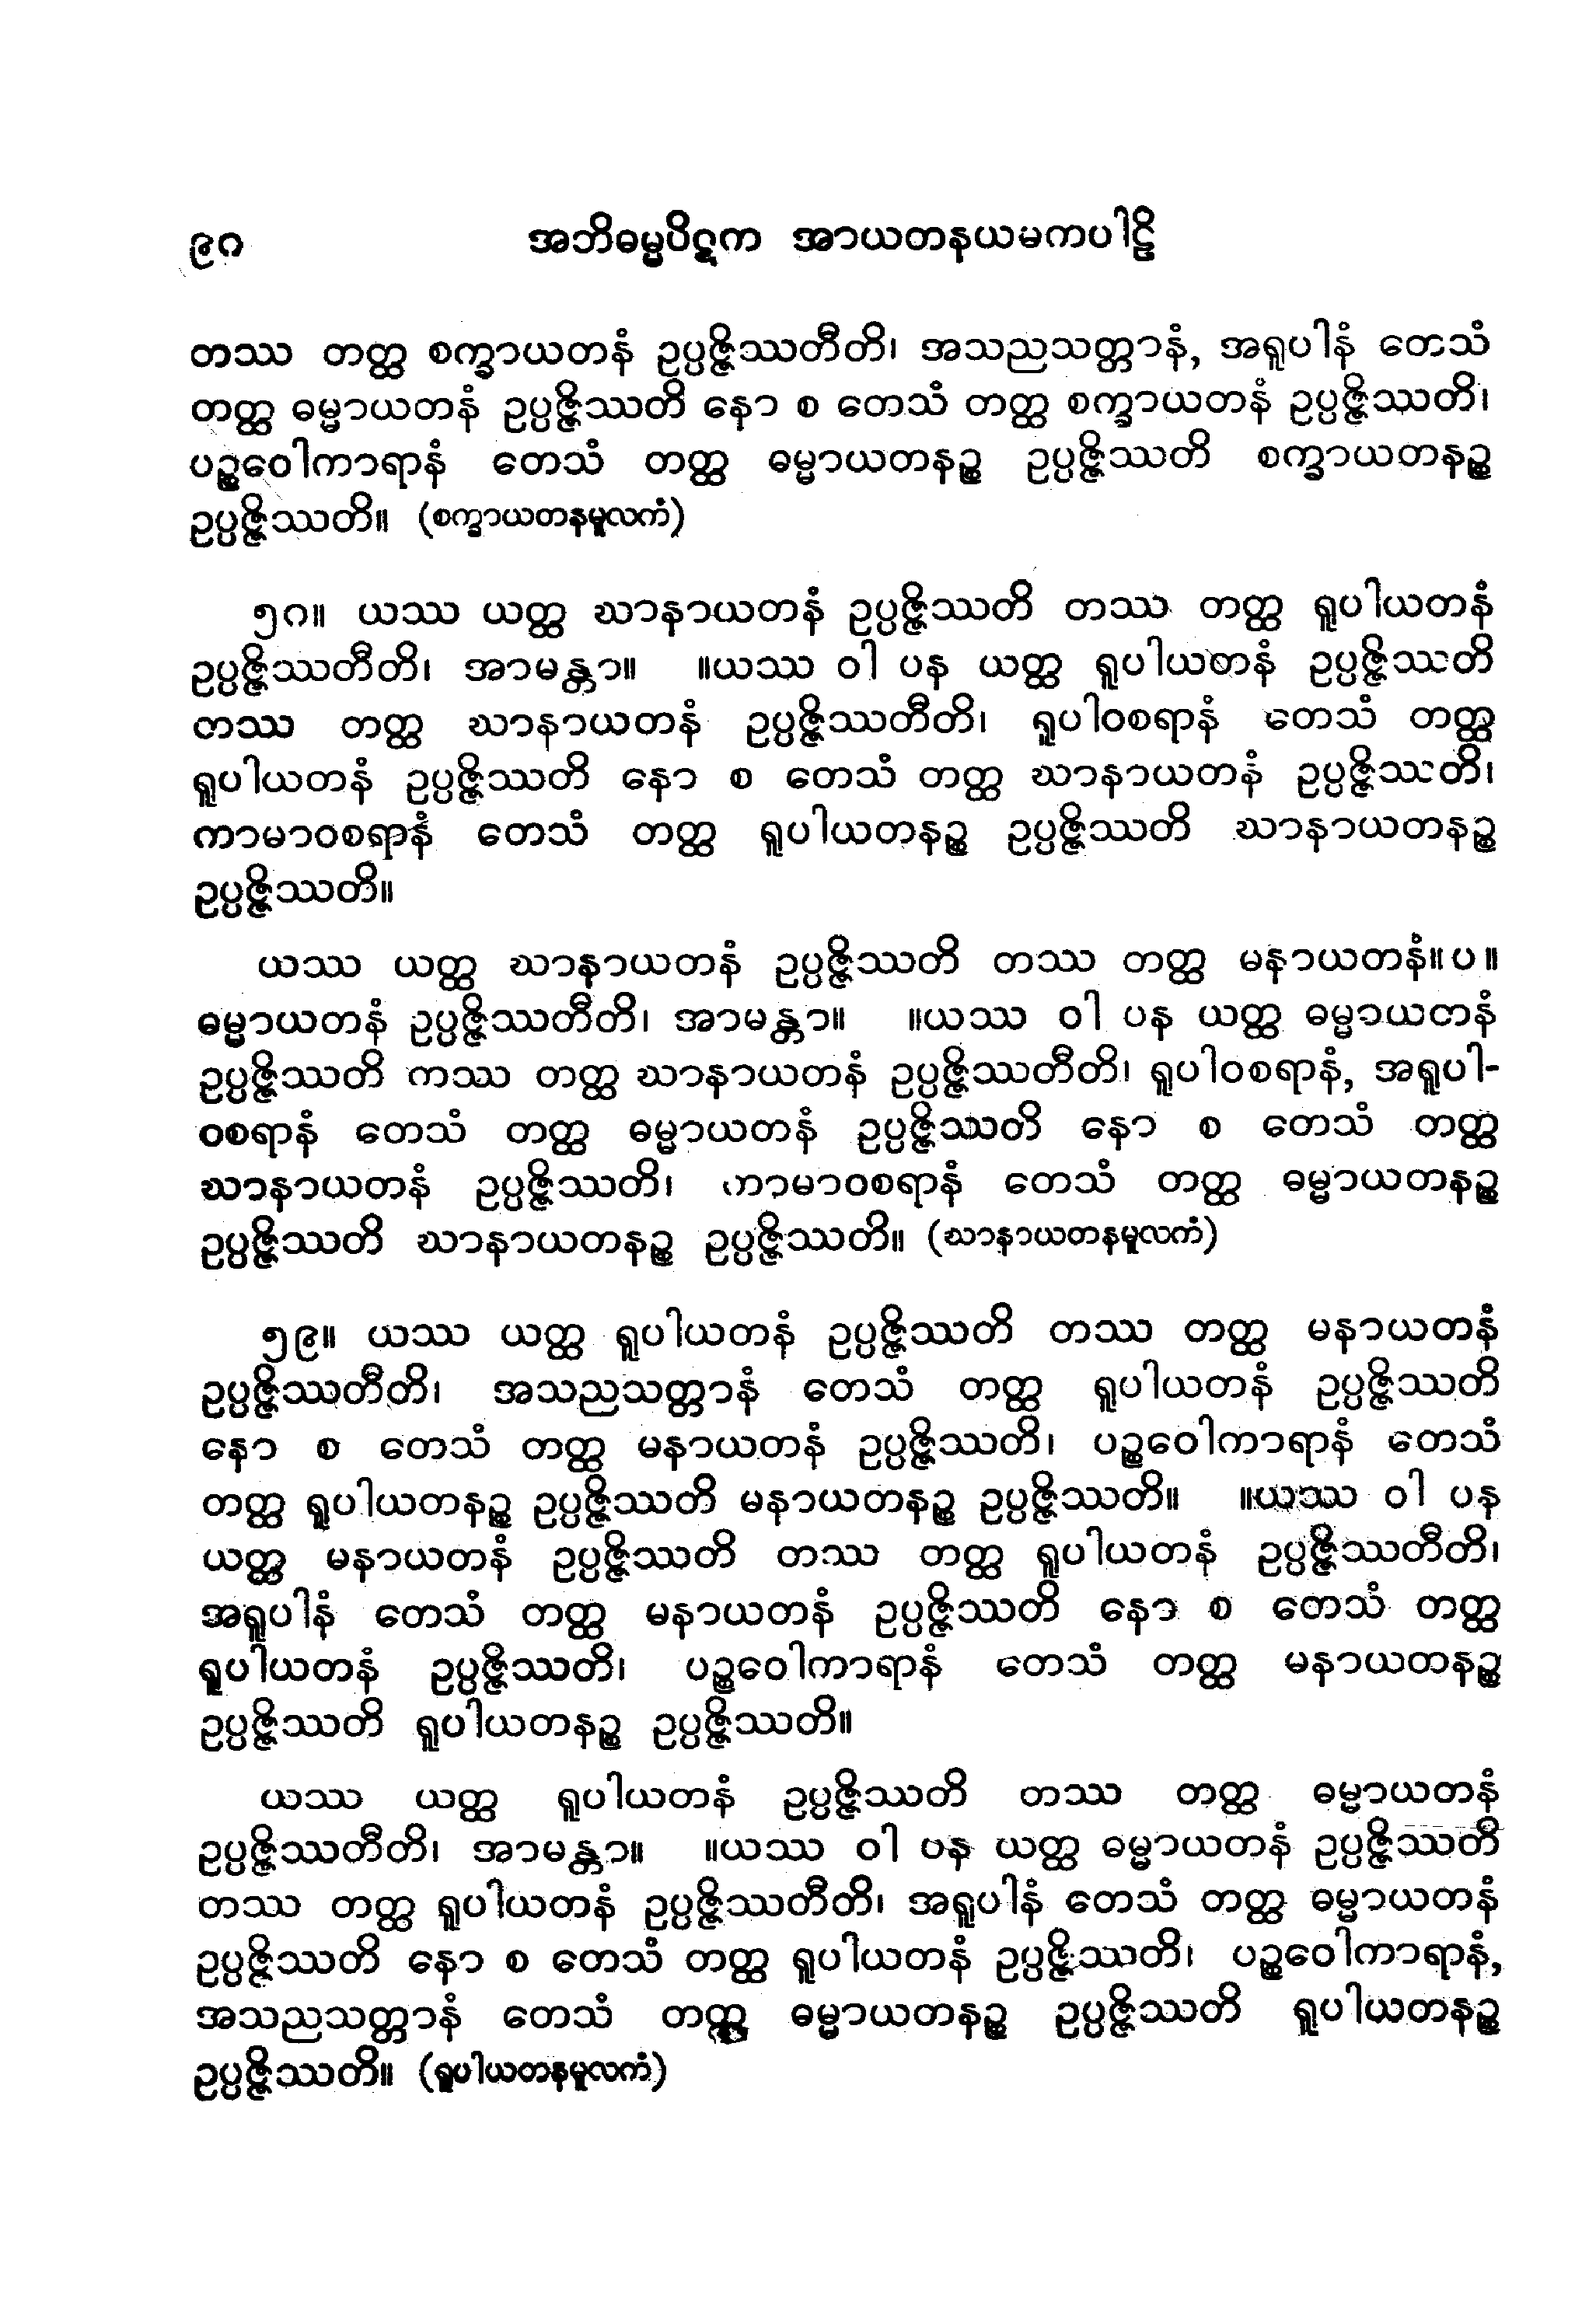 ၉ဂ အဘိဓမ္မပိဋက အာယတနယမကပါဠိ
တဿ တတ္ထ စက္ခာယတနံ ဥပ္ပဇ္ဇိဿတီတိ၊ အသညသတ္တာနံ, အရူပါနံ တေသံ
တတ္ထ ဓမ္မာယတနံ ဥပ္ပဇ္ဇိဿတိ နော စ တေသံ တတ္ထ စက္ခာယတနံ ဥပ္ပဇ္ဇိဿတိ၊
ပဉ္စဝေါကာရာနံ တေသံ တတ္ထ ဓမ္မာယတနဉ္စ ဥပ္ပဇ္ဇိဿတိ စက္ခာယတနဉ္စ
ဥပ္ပဇ္ဇိဿတိ။ (စက္ခာယတနမူလကံ)
၅ဂ။ ယဿ ယတ္ထ ဃာနာယတနံ ဥပ္ပဇ္ဇိဿတိ တဿ တတ္ထ ရူပါယတနံ
ဥပ္ပဇ္ဇိဿတီတိ၊ အာမန္တာ။ ။ယဿ ဝါ ပန ယတ္ထ ရူပါယတနံ ဥပ္ပဇ္ဇိဿတိ
တဿ တတ္ထ ဃာနာယတနံ ဥပ္ပဇ္ဇိဿတီတိ၊ ရူပါဝစရာနံ တေသံ တတ္ထ
ရူပါယတနံ ဥပ္ပဇ္ဇိဿတိ နော စ တေသံ တတ္ထ ဃာနာယတနံ ဥပ္ပဇ္ဇိဿတိ၊
ကာမာဝစရာနံ တေသံ တတ္ထ ရူပါယတနဉ္စ ဥပ္ပဇ္ဇိဿတိ ဃာနာယတနဉ္စ
ဥပ္ပဇ္ဇိဿတိ။
ယဿ ယတ္ထ ဃာနာယတနံ ဥပ္ပဇ္ဇိဿတိ တဿ တတ္ထ မနာယတနံ။ပ။
ဓမ္မာယတနံ ဥပ္ပဇ္ဇိဿတီတိ၊ အာမန္တာ။ ။ယဿ ဝါ ပန ယတ္ထ ဓမ္မာယတနံ
ဥပ္ပဇ္ဇိဿတိ ကဿ တတ္ထ ဃာနာယတနံ ဥပ္ပဇ္ဇိဿတီတိ၊ ရူပါဝစရာနံ, အရူပါ-
ဝစရာနံ တေသံ တတ္ထ ဓမ္မာယတနံ ဥပ္ပဇ္ဇိဿတိ နော စ တေသံ တတ္ထ
ဃာနာယတနံ ဥပ္ပဇ္ဇိဿတိ၊ ကာမာဝစရာနံ တေသံ တတ္ထ ဓမ္မာယတနဉ္စ
ဥပ္ပဇ္ဇိဿတိ ဃာနာယတနဉ္စ ဥပ္ပဇ္ဇိဿတိ။ (ဃာနာယတနမူလကံ)
၅၉။ ယဿ ယတ္ထ ရူပါယတနံ ဥပ္ပဇ္ဇိဿတိ တဿ တတ္ထ မနာယတနံ
ဥပ္ပဇ္ဇိဿတီတိ၊ အသညသတ္တာနံ တေသံ တတ္ထ ရူပါယတနံ ဥပ္ပဇ္ဇိဿတိ
နော စ တေသံ တတ္ထ မနာယတနံ ဥပ္ပဇ္ဇိဿတိ၊ ပဉ္စဝေါကာရာနံ တေသံ
တတ္ထ ရူပါယတနဉ္စ ဥပ္ပဇ္ဇိဿတိ မနာယတနဉ္စ ဥပ္ပဇ္ဇိဿတိ။ ။ယဿ ဝါ ပန
ယတ္ထ မနာယတနံ ဥပ္ပဇ္ဇိဿတိ တဿ တတ္ထ ရူပါယတနံ ဥပ္ပဇ္ဇိဿတီတိ၊
အရူပါနံ တေသံ တတ္ထ မနာယတနံ ဥပ္ပဇ္ဇိဿတိ နော စ တေသံ တတ္ထ
ရူပါယတနံ ဥပ္ပဇ္ဇိဿတိ၊ ပဉ္စဝေါကာရာနံ တေသံ တတ္ထ မနာယတနဉ္စ
ဥပ္ပဇ္ဇိဿတိ ရူပါယတနဉ္စ ဥပ္ပဇ္ဇိဿတိ။
ယဿ ယတ္ထ ရူပါယတနံ ဥပ္ပဇ္ဇိဿတိ တဿ တတ္ထ ဓမ္မာယတနံ
ဥပ္ပဇ္ဇိဿတီတိ၊ အာမန္တာ။ ။ယဿ ဝါ ပန ယတ္ထ ဓမ္မာယတနံ ဥပ္ပဇ္ဇိဿတိ
တဿ တတ္ထ ရူပါယတနံ ဥပ္ပဇ္ဇိဿတီတိ၊ အရူပါနံ တေသံ တတ္ထ ဓမ္မာယတနံ
ဥပ္ပဇ္ဇိဿတိ နော စ တေသံ တတ္ထ ရူပါယတနံ ဥပ္ပဇ္ဇိဿတိ၊ ပဉ္စဝေါကာရာနံ,
အသညသတ္တာနံ တေသံ တတ္ထ ဓမ္မာယတနဉ္စ ဥပ္ပဇ္ဇိဿတိ ရူပါယတနဉ္စ
ဥပ္ပဇ္ဇိဿတိ။ (ရူပါယတနမူလကံ)